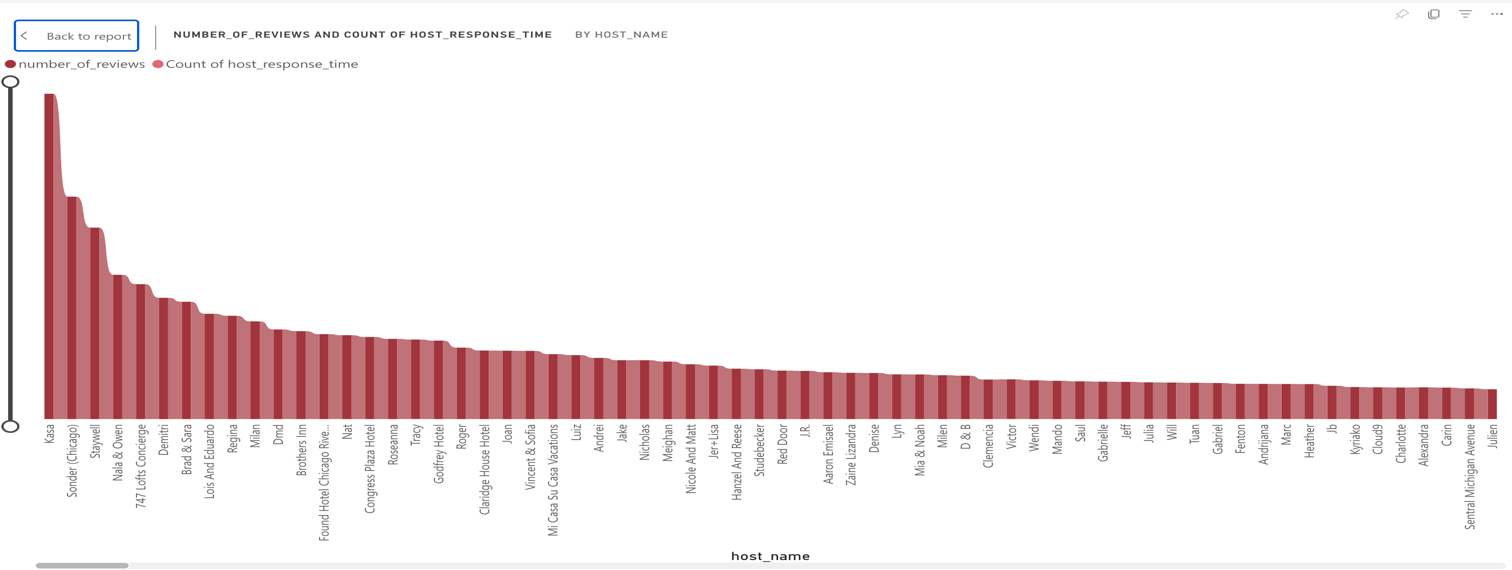 Back to report
NUMBER_OF_REVIEWS AND COUNT OF HOST_RESPONSE_TIME BY HOST_NAME
number_of_reviews Count of host_response_time
Kasa
Sonder (Chicago)
Staywell
Nala & Owen
747 Lofts Concierge
Demitri
Brad & Sara
Lois And Eduardo
Regina
Milan
Dmd
Brothers Inn
Found Hotel Chicago Rive...
Nat
Congress Plaza Hotel
Roseanna
Tracy
Godfrey Hotel
Roger
Claridge House Hotel
Joan
Vincent & Sofia
Mi Casa Su Casa Vacations
Luiz
Andrei
Jake
Nicholas
Meighan
Nicole And Matt
Jer+Lisa
Hanzel And Reese
Studebecker
Red Door
J.R.
Aaron Emisael
Zaine Lizandra
Denise
Lyn
Mia & Noah
Milen
D & B
Clemencia
Victor
Wendi
Mando
Saul
Gabrielle
Jeff
Julia
Will
Tuan
Gabriel
Fenton
Andrijana
Marc
Heather
Jb
Kyriako
Cloud9
Charlotte
Alexandra
Carin
Sentral Michigan Avenue
Julien
host_name